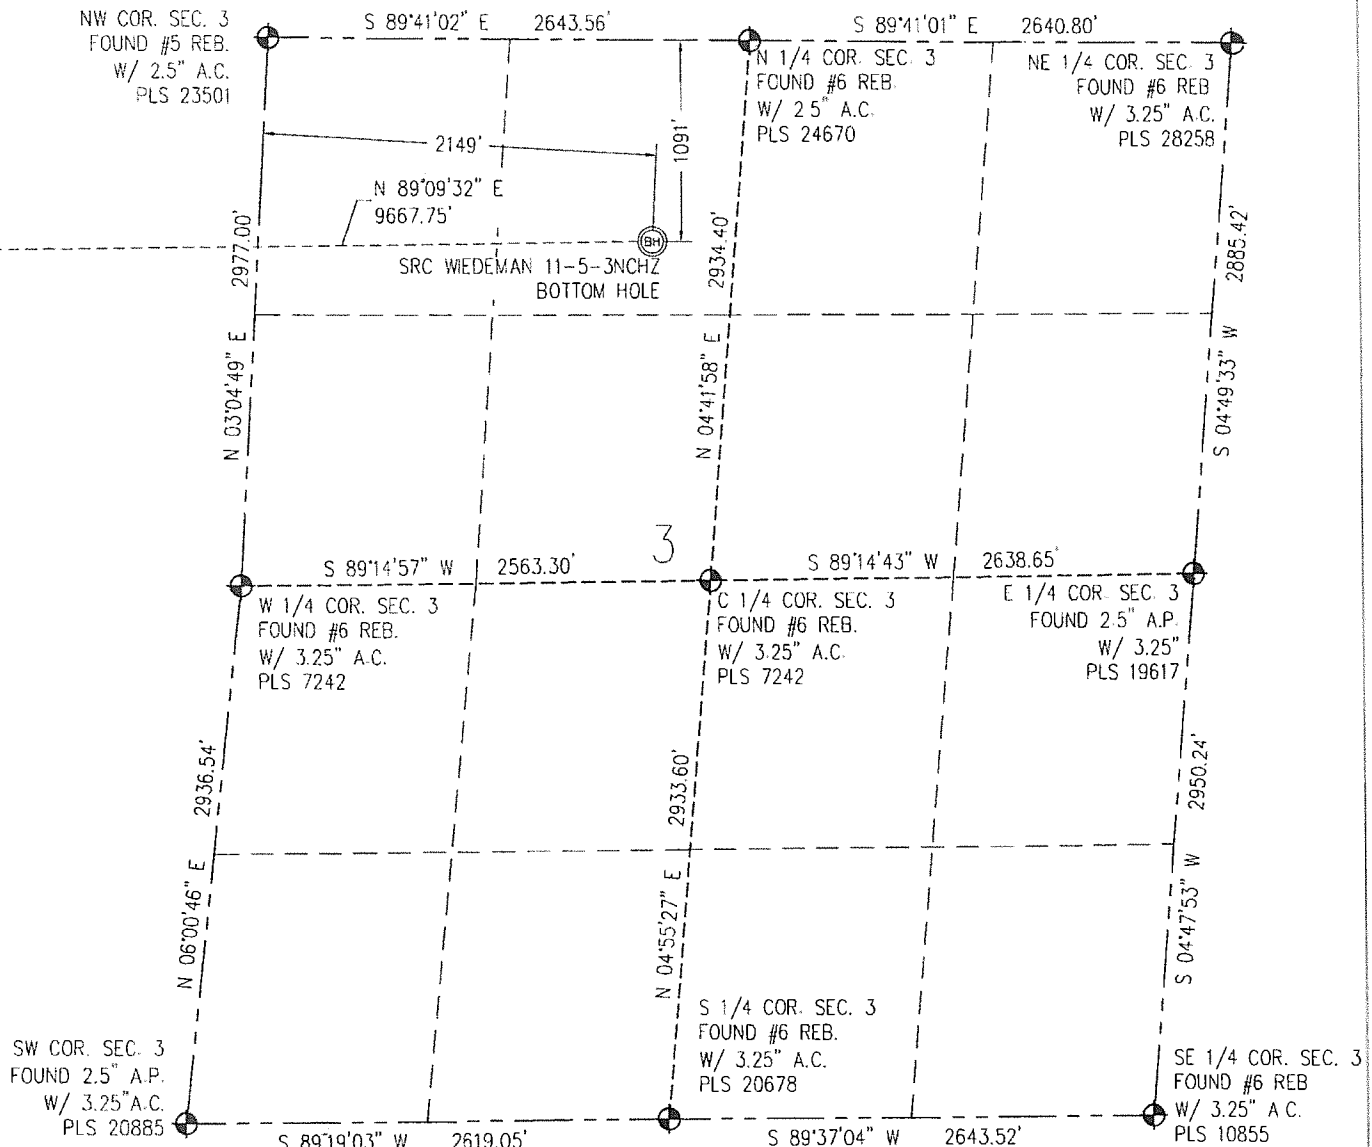 NW COR. SEC. 3
FOUND #5 REB.
W/ 2.5" A.C.
PLS 23501
S 89°41'02" E 2643.56'
S 89°41'01" E 2640.80'
N 1/4 COR. SEC. 3
FOUND #6 REB.
W/ 2.5" A.C.
PLS 24670
NE 1/4 COR. SEC. 3
FOUND #6 REB
W/ 3.25" A.C.
PLS 28258
2149'
1091'
N 89°09'32" E
9667.75'
BH
SRC WIEDEMAN 11-5-3NCHZ
BOTTOM HOLE
N 03°04'49" E 2977.00'
N 04°41'58" E 2934.40'
S 04°49'33" W 2885.42'
3
S 89°14'57" W 2563.30'
S 89°14'43" W 2638.65'
W 1/4 COR. SEC. 3
FOUND #6 REB.
W/ 3.25" A.C.
PLS 7242
C 1/4 COR. SEC. 3
FOUND #6 REB.
W/ 3.25" A.C.
PLS 7242
E 1/4 COR. SEC. 3
FOUND 2.5" A.P.
W/ 3.25"
PLS 19617
N 06°00'46" E 2936.54'
N 04°55'27" E 2933.60'
S 04°47'53" W 2950.24'
SW COR. SEC. 3
FOUND 2.5" A.P.
W/ 3.25"A.C.
PLS 20885
S 1/4 COR. SEC. 3
FOUND #6 REB.
W/ 3.25" A.C.
PLS 20678
SE 1/4 COR. SEC. 3
FOUND #6 REB
W/ 3.25" A.C.
PLS 10855
S 89°19'03" W 2619.05'
S 89°37'04" W 2643.52'